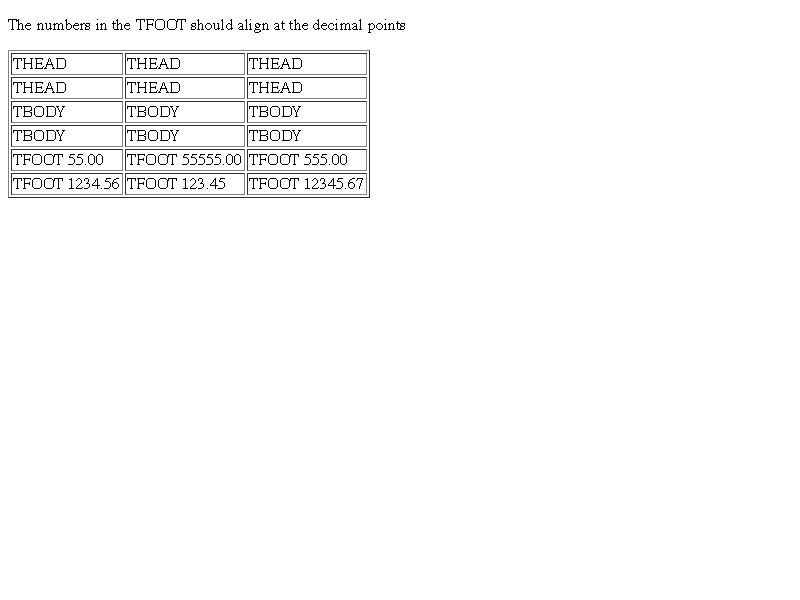 The numbers in the TFOOT should align at the decimal points
THEAD THEAD THEAD
THEAD THEAD THEAD
TBODY TBODY TBODY
TBODY TBODY TBODY
TFOOT 55.00 TFOOT 55555.00 TFOOT 555.00
TFOOT 1234.56 TFOOT 123.45 TFOOT 12345.67